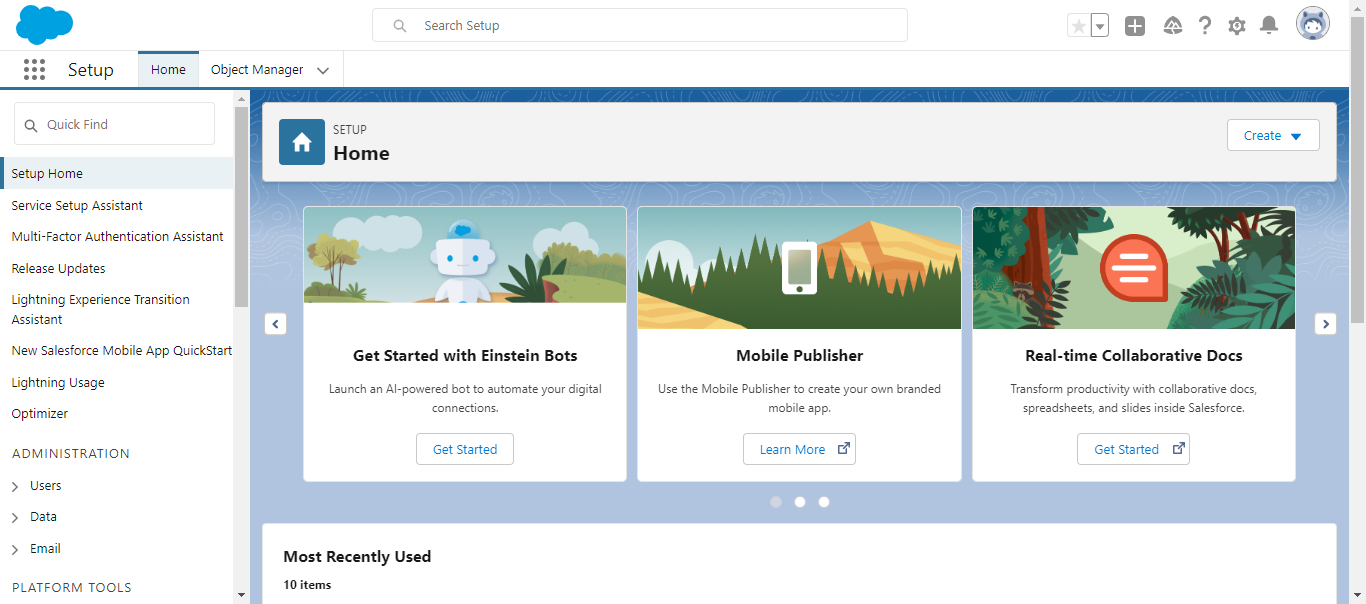 Search Setup
Setup
Home
Object Manager
Quick Find
Setup Home
Service Setup Assistant
Multi-Factor Authentication Assistant
Release Updates
Lightning Experience Transition
Assistant
New Salesforce Mobile App QuickStart
Lightning Usage
Optimizer
ADMINISTRATION
Users
Data
Email
PLATFORM TOOLS
SETUP
Home
Create
Get Started with Einstein Bots
Launch an AI-powered bot to automate your digital
connections.
Get Started
Mobile Publisher
Use the Mobile Publisher to create your own branded
mobile app.
Learn More
Real-time Collaborative Docs
Transform productivity with collaborative docs,
spreadsheets, and slides inside Salesforce.
Get Started
Most Recently Used
10 items